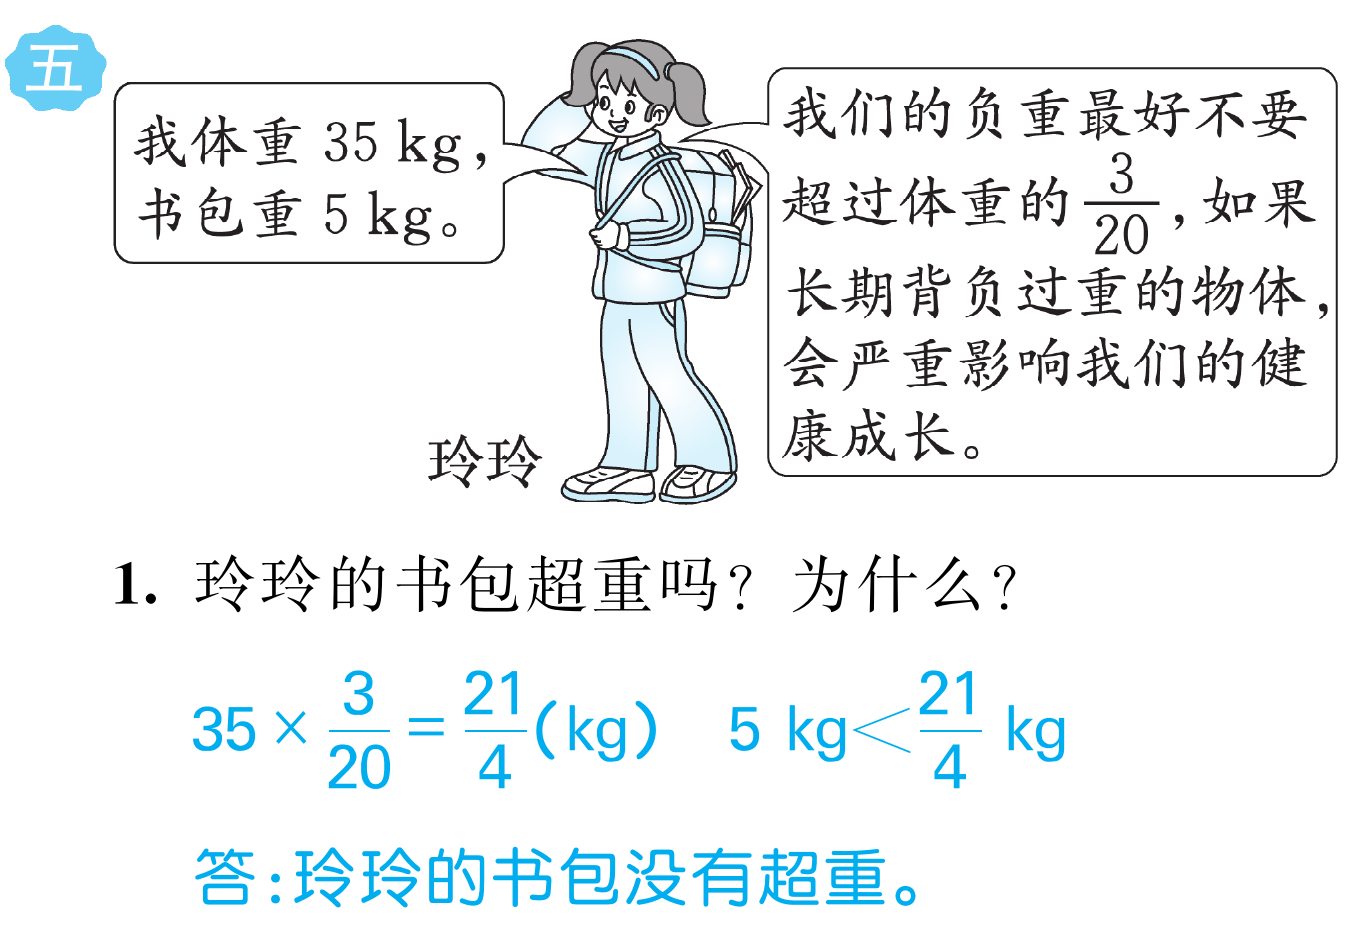 五
我体重 35 kg，
书包重 5 kg。
我们的负重最好不要
超过体重的 3/20，如果
长期背负过重的物体，
会严重影响我们的健
康成长。
玲玲
1. 玲玲的书包超重吗？为什么？
35 × 3/20 = 21/4 (kg) 5 kg < 21/4 kg
答：玲玲的书包没有超重。